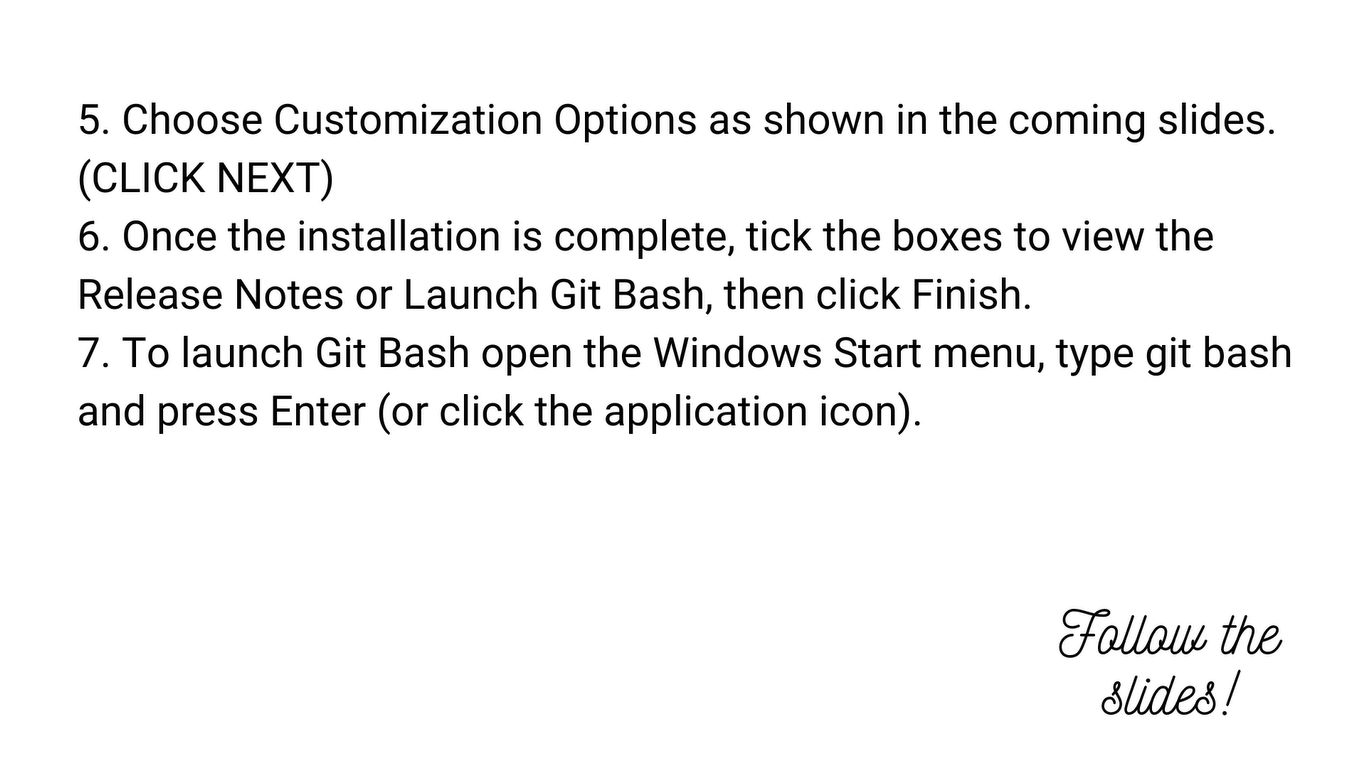 5. Choose Customization Options as shown in the coming slides.
(CLICK NEXT)
6. Once the installation is complete, tick the boxes to view the
Release Notes or Launch Git Bash, then click Finish.
7. To launch Git Bash open the Windows Start menu, type git bash
and press Enter (or click the application icon).
Follow the
slides!